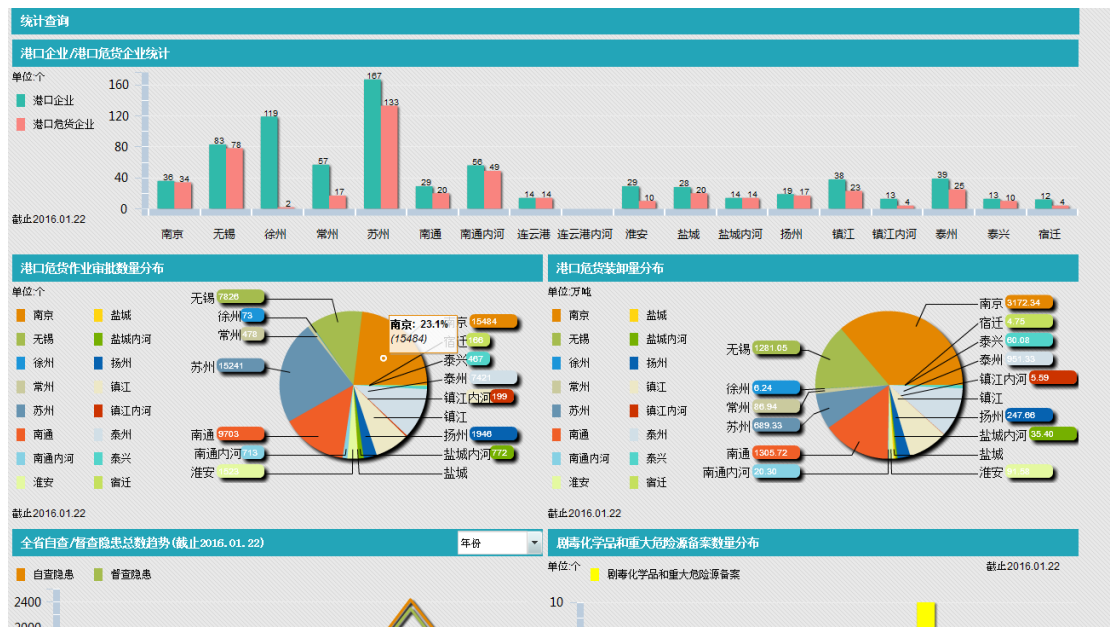 统计查询
港口企业/港口危货企业统计
单位:个
港口企业
港口危货企业
160
120
80
40
0
36 34
83 78
119 2
57 17
167 133
29 20
56 49
14 14
29 10
28 20
14 14
19 17
38 23
13 4
39 25
13 10
12 4
截止2016.01.22
南京 无锡 徐州 常州 苏州 南通 南通内河 连云港 连云港内河 淮安 盐城 盐城内河 扬州 镇江 镇江内河 泰州 泰兴 宿迁
港口危货作业审批数量分布
单位:个
南京 盐城
无锡 盐城内河
徐州 扬州
常州 镇江
苏州 镇江内河
南通 泰州
南通内河 泰兴
淮安 宿迁
无锡 7826
徐州 73
常州
苏州 15241
南通 9703
南通内河 713
淮安
南京: 23.1%
(15484)
京 15484
宿迁 166
泰兴 467
泰州 7421
镇江内河 199
镇江
扬州 1946
盐城内河 772
盐城
截止2016.01.22
港口危货装卸量分布
单位:万吨
南京 盐城
无锡 盐城内河
徐州 扬州
常州 镇江
苏州 镇江内河
南通 泰州
南通内河 泰兴
淮安 宿迁
无锡 1281.05
徐州 6.24
常州 86.94
苏州 689.33
南通 1305.72
南通内河 20.30
南京 3172.34
宿迁 4.75
泰兴 60.08
泰州 951.33
镇江内河 5.59
镇江
扬州 247.66
盐城内河 35.40
盐城
淮安
截止2016.01.22
全省自查/督查隐患总数趋势(截止2016.01.22)
年份
自查隐患 督查隐患
2400
2000
剧毒化学品和重大危险源备案数量分布
单位:个
剧毒化学品和重大危险源备案
截止2016.01.22
10